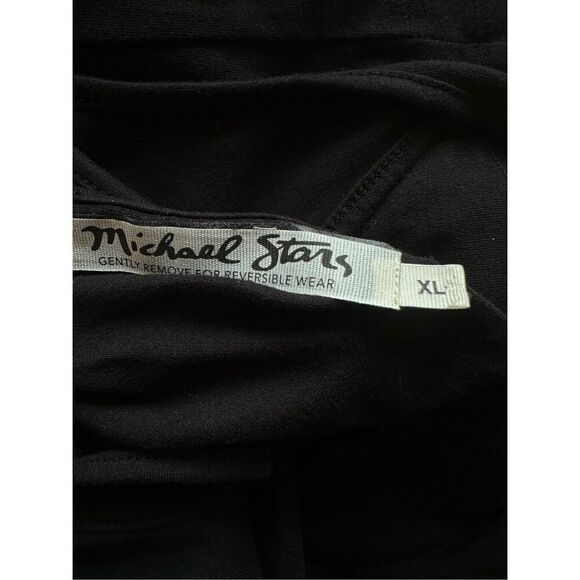 Michael Stars
GENTLY REMOVE FOR REVERSIBLE WEAR
XL